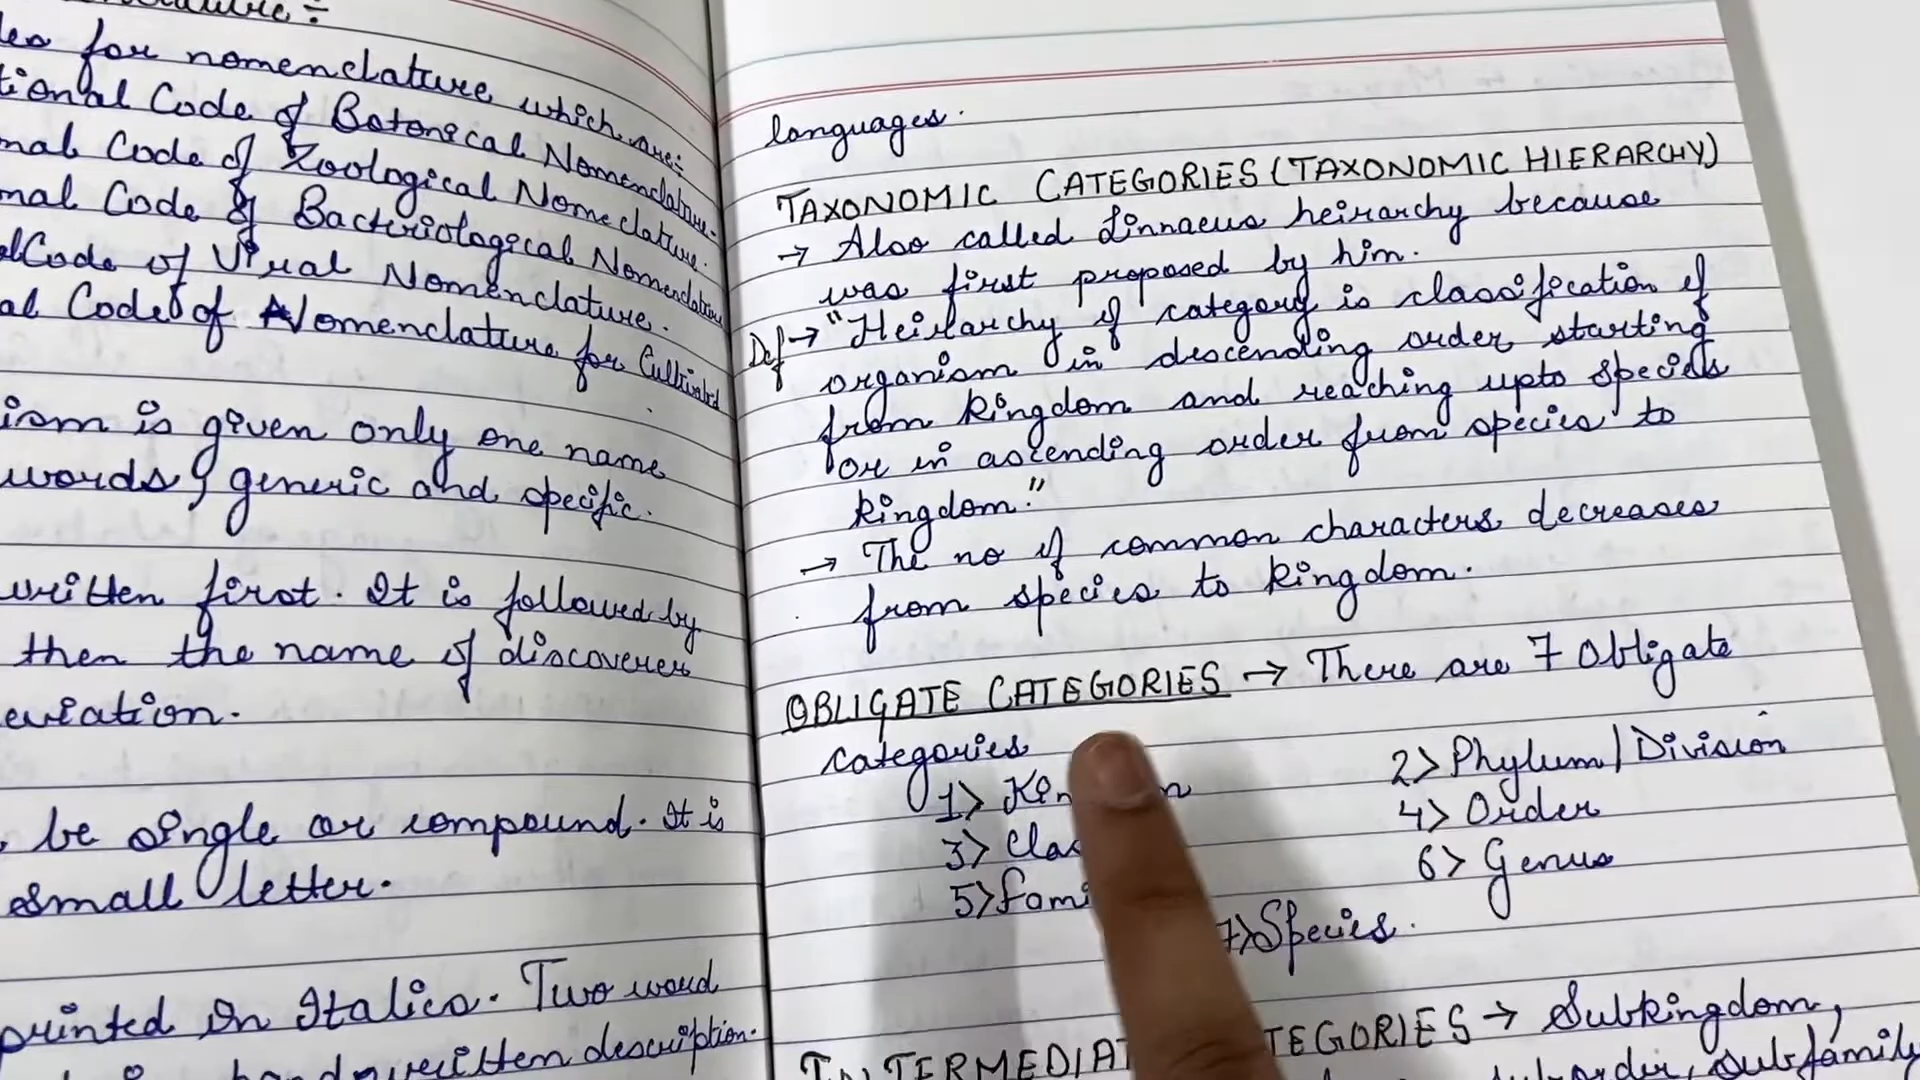 les for nomenclature which are:
tional Code of Botanical Nomenclature.
nal Code of Zoological Nomeclature.
nal Code of Bacteriological Nomenclature
alCode of Viral Nomenclature.
al Code of Nomenclature for Cultivated
ism is given only one name
words, generic and specific.
written first. It is followed by
then the name of discoverer
eviation.
be single or compound. It is
small letter.
printed in Italics. Two word
handwritten description.
languages.
TAXONOMIC CATEGORIES (TAXONOMIC HIERARCHY)
→ Also called Linnaeus heirarchy because
was first proposed by him.
Def → "Heirarchy of category is classification of
organism in descending order starting
from kingdom and reaching upto species
or in ascending order from species to
kingdom."
→ The no of common characters decreases
from species to kingdom.
OBLIGATE CATEGORIES → There are 7 Obligate
categories
1> Kin n 2> Phylum/Division
3> Clas 4> Order
5> fami 6> Genus
7> Species.
INTERMEDIAT TEGORIES → Subkingdom,
suborder, subfamily